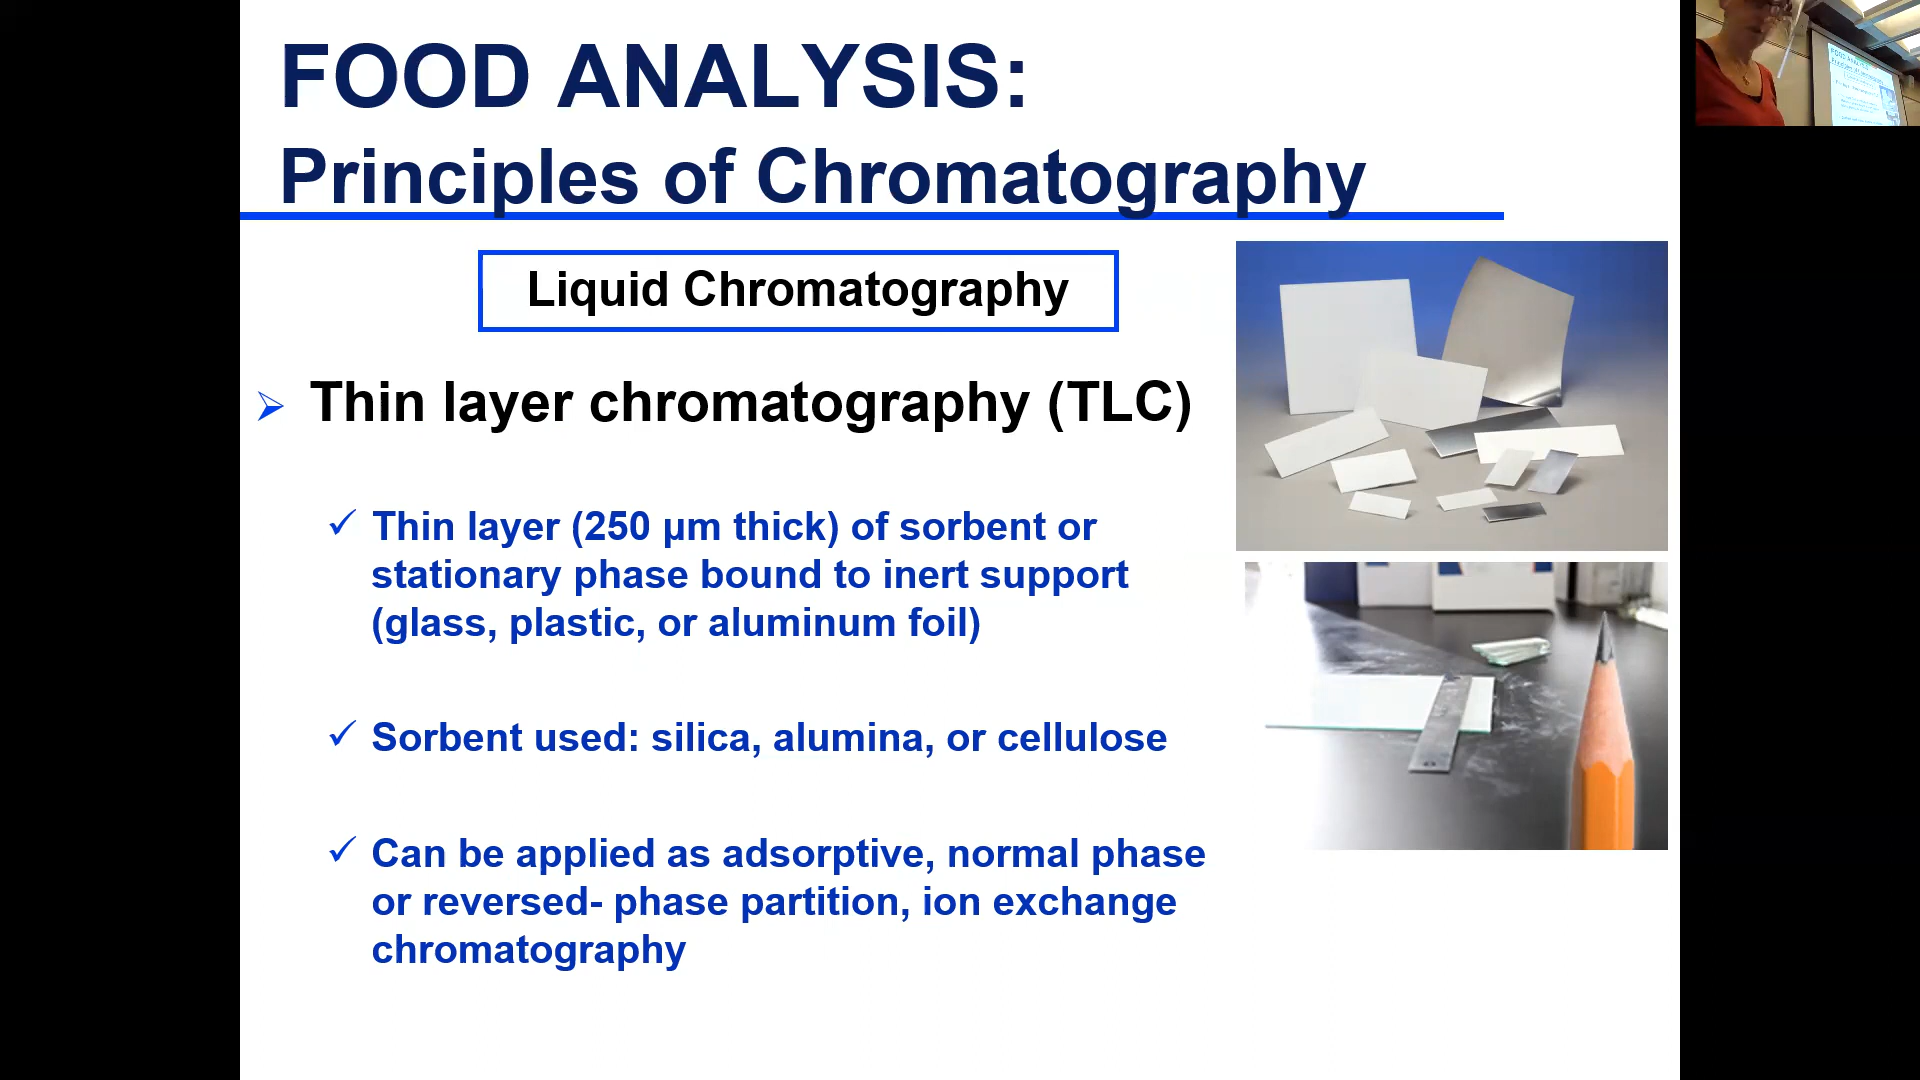 FOOD ANALYSIS:
Principles of Chromatography
Liquid Chromatography
Thin layer chromatography (TLC)
Thin layer (250 µm thick) of sorbent or
stationary phase bound to inert support
(glass, plastic, or aluminum foil)
Sorbent used: silica, alumina, or cellulose
Can be applied as adsorptive, normal phase
or reversed- phase partition, ion exchange
chromatography